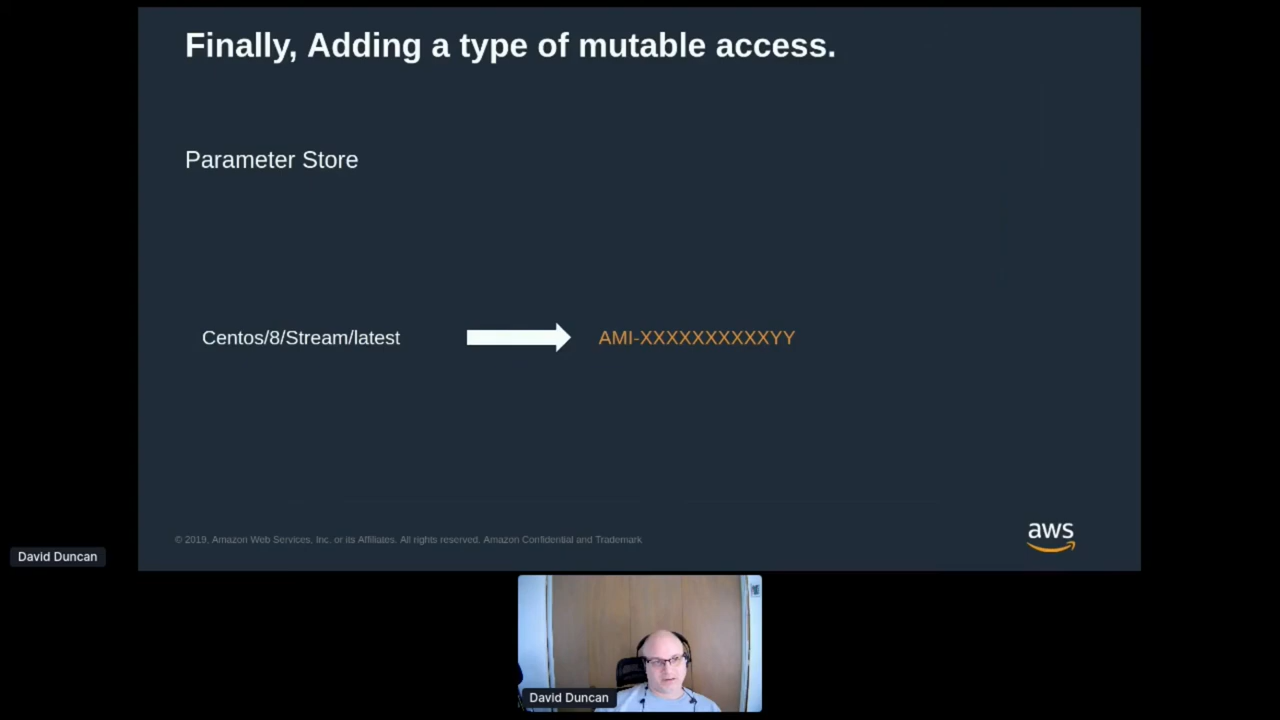 Finally, Adding a type of mutable access.
Parameter Store
Centos/8/Stream/latest
AMI-XXXXXXXXXXYY
© 2019, Amazon Web Services, Inc. or its Affiliates. All rights reserved. Amazon Confidential and Trademark
aws
David Duncan
David Duncan